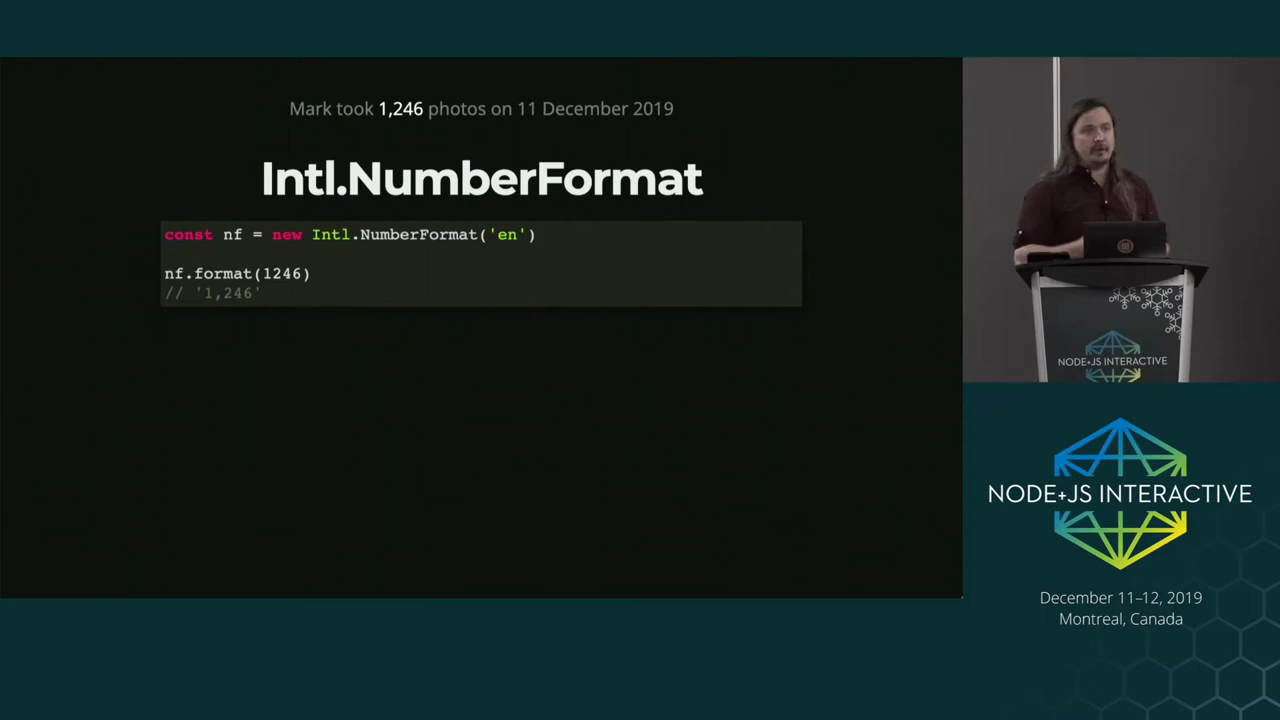 Mark took 1,246 photos on 11 December 2019
Intl.NumberFormat
const nf = new Intl.NumberFormat('en')
nf.format(1246)
// '1,246'
NODE+JS INTERACTIVE
NODE+JS INTERACTIVE
December 11–12, 2019
Montreal, Canada